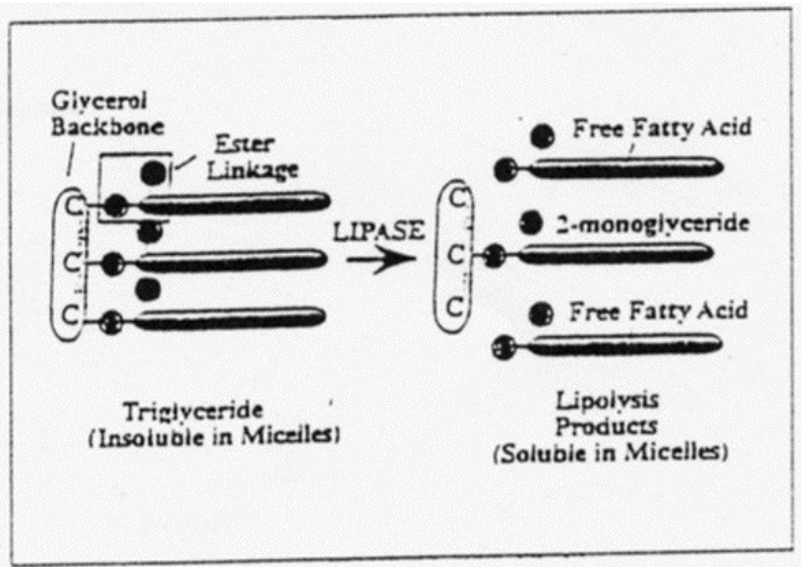 Glycerol
Backbone
Ester
Linkage
C
C
C
Triglyceride
(Insoluble in Micelles)
LIPASE
Free Fatty Acid
C
2-monoglyceride
C
C
Free Fatty Acid
Lipolysis
Products
(Soluble in Micelles)